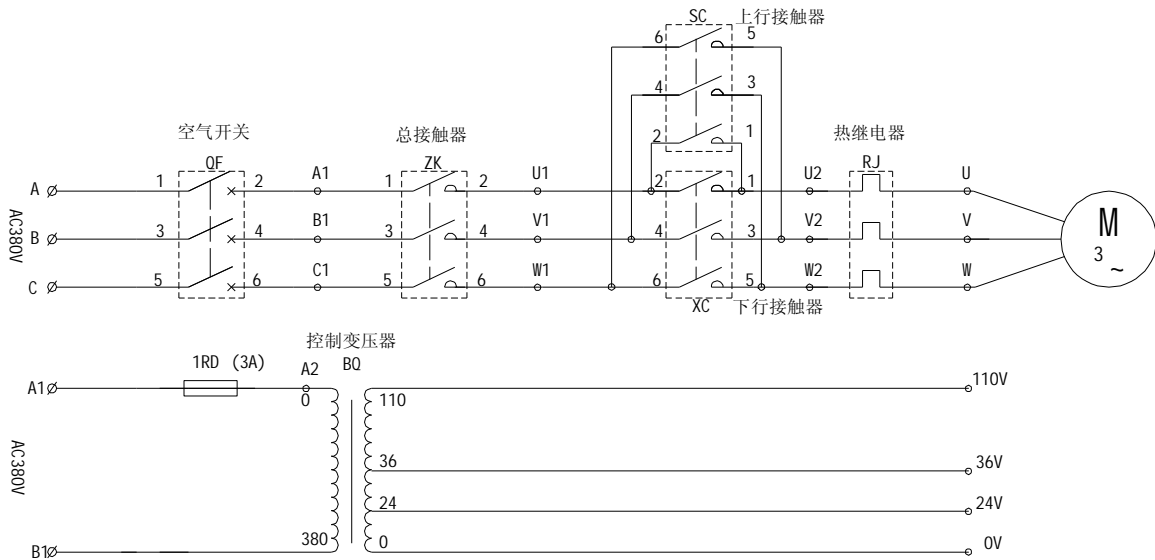 SC 上行接触器
6 5
4 3
2 1
空气开关 总接触器 热继电器
QF ZK RJ
A 1 2 A1 1 2 U1 2 1 U2 U
B 3 4 B1 3 4 V1 4 3 V2 V
C 5 6 C1 5 6 W1 6 5 W2 W
AC380V
M
3 ~
XC 下行接触器
控制变压器
1RD (3A) A2 BQ
A1 0 110 110V
AC380V
36 36V
24 24V
B1 380 0 0V